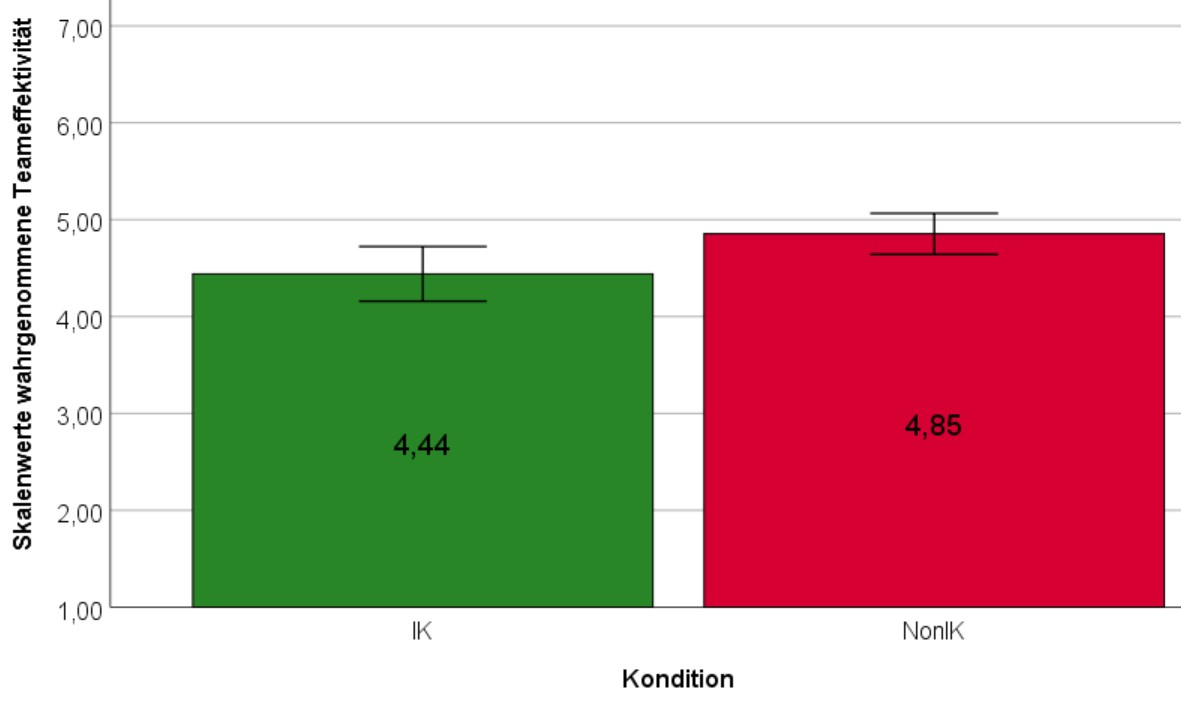 Skalenwerte wahrgenommene Teameffektivität
7,00
6,00
5,00
4,00
3,00
2,00
1,00
4,44
4,85
IK
NonIK
Kondition